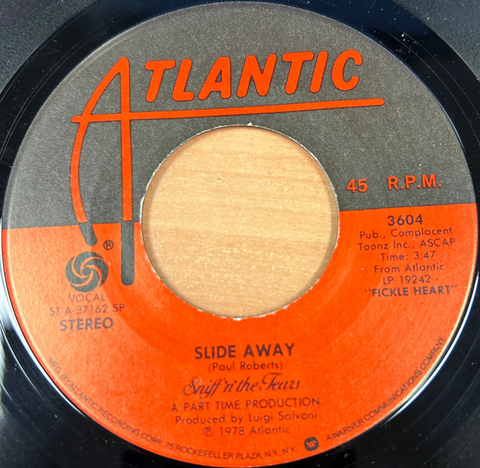 ATLANTIC
45 R.P.M.
3604
Pub., Complacent
Toonz Inc., ASCAP
Time: 3:47
From Atlantic
LP 19242 -
"FICKLE HEART"
®
VOCAL
ST A-37162 SP
STEREO
SLIDE AWAY
(Paul Roberts)
Sniff 'n' the Tears
A PART TIME PRODUCTION
Produced by Luigi Salvoni
℗ 1978 Atlantic
MFG. BY ATLANTIC RECORDING CORP. 75 ROCKEFELLER PLAZA, N.Y. N.Y. W A WARNER COMMUNICATIONS COMPANY